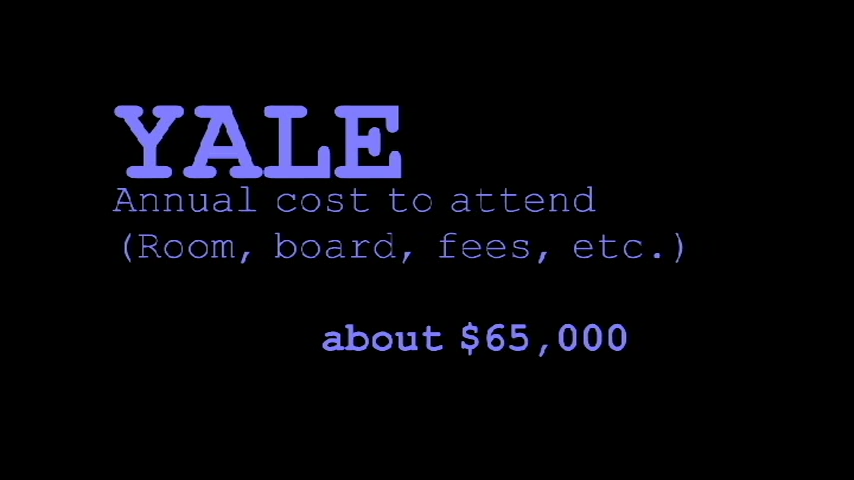 YALE
Annual cost to attend
(Room, board, fees, etc.)
about $65,000